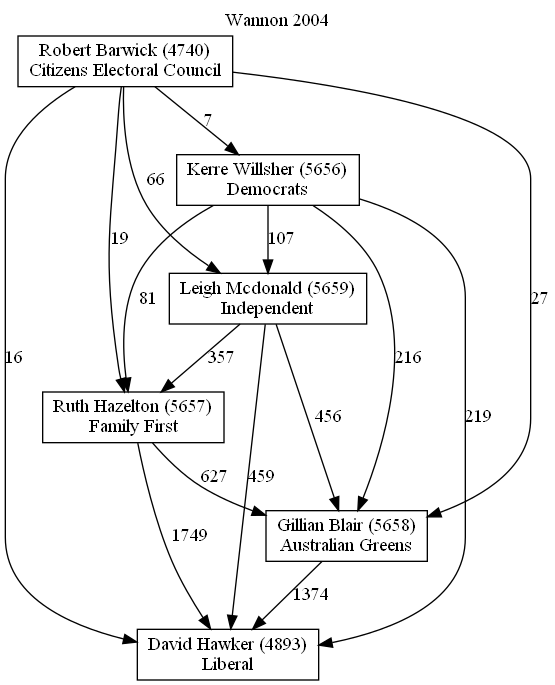 Wannon 2004
Robert Barwick (4740)
Citizens Electoral Council
7
Kerre Willsher (5656)
Democrats
66
19
107
27
Leigh Mcdonald (5659)
Independent
81
16
357
216
Ruth Hazelton (5657)
Family First
456
219
627
459
Gillian Blair (5658)
Australian Greens
1749
1374
David Hawker (4893)
Liberal